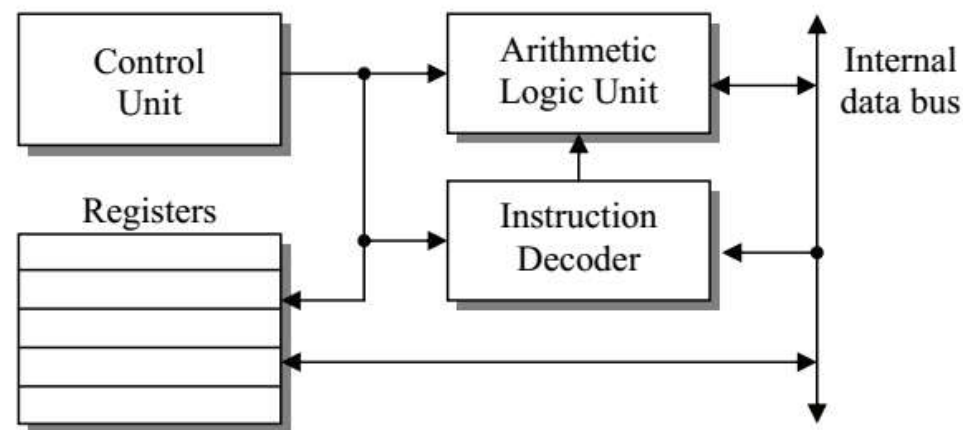 Control
Unit
Arithmetic
Logic Unit
Internal
data bus
Registers
Instruction
Decoder